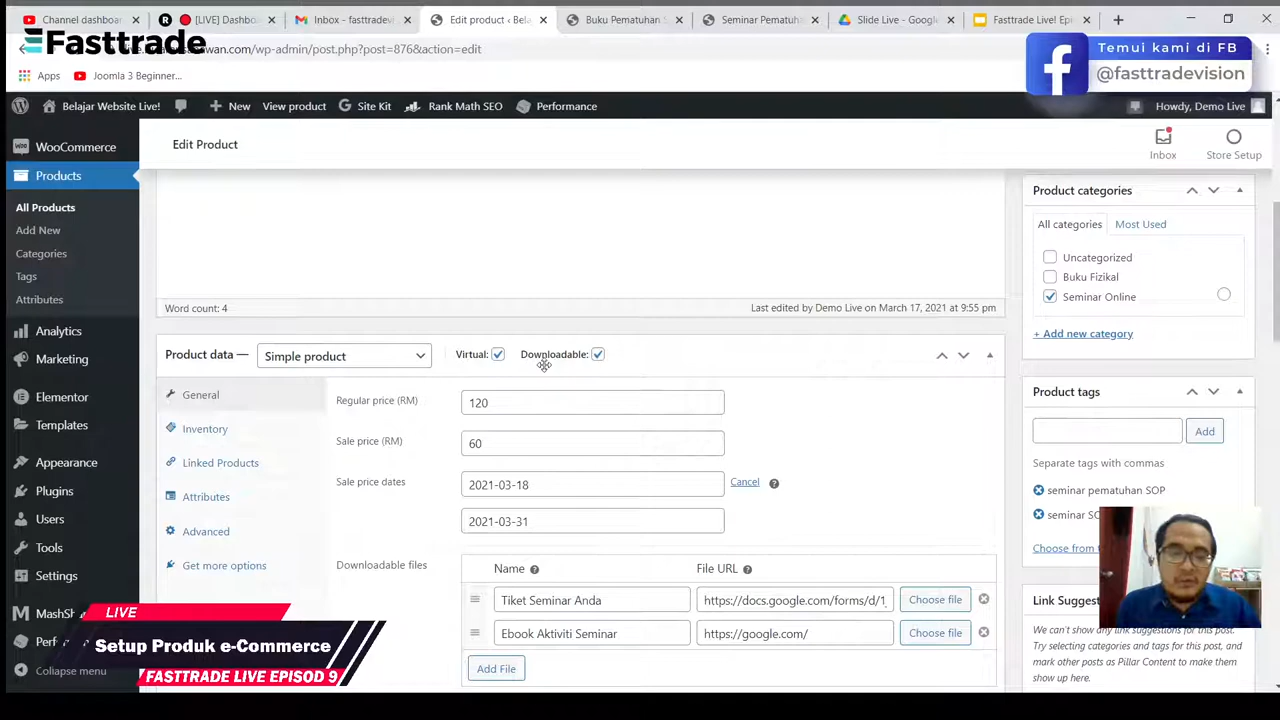 Channel dashboa
[LIVE] Dashbo
Inbox - fasttradevi
Edit product ‹ Bela
Buku Pematuhan S
Seminar Pematuh
Slide Live - Google
Fasttrade Live! Epi
Fasttrade
wan.com/wp-admin/post.php?post=876&action=edit
Temui kami di FB
@fasttradevision
Apps
Joomla 3 Beginner...
Belajar Website Live!
New
View product
Site Kit
Rank Math SEO
Performance
Howdy, Demo Live
WooCommerce
Products
All Products
Add New
Categories
Tags
Attributes
Analytics
Marketing
Elementor
Templates
Appearance
Plugins
Users
Tools
Settings
MashSh
Perfo
Collapse menu
Edit Product
Inbox
Store Setup
Word count: 4
Last edited by Demo Live on March 17, 2021 at 9:55 pm
Product data —
Simple product
Virtual:
Downloadable:
General
Inventory
Linked Products
Attributes
Advanced
Get more options
Regular price (RM)
120
Sale price (RM)
60
Sale price dates
2021-03-18
Cancel
2021-03-31
Downloadable files
Name
File URL
Tiket Seminar Anda
https://docs.google.com/forms/d/1
Choose file
Ebook Aktiviti Seminar
https://google.com/
Choose file
Add File
Product categories
All categories
Most Used
Uncategorized
Buku Fizikal
Seminar Online
+ Add new category
Product tags
Add
Separate tags with commas
seminar pematuhan SOP
seminar SO
Choose from t
Link Sugges
We can't show any link suggestions for this post.
Try selecting categories and tags for this post, and
mark other posts as Pillar Content to make them
show up here.
LIVE
Setup Produk e-Commerce
FASTTRADE LIVE EPISOD 9